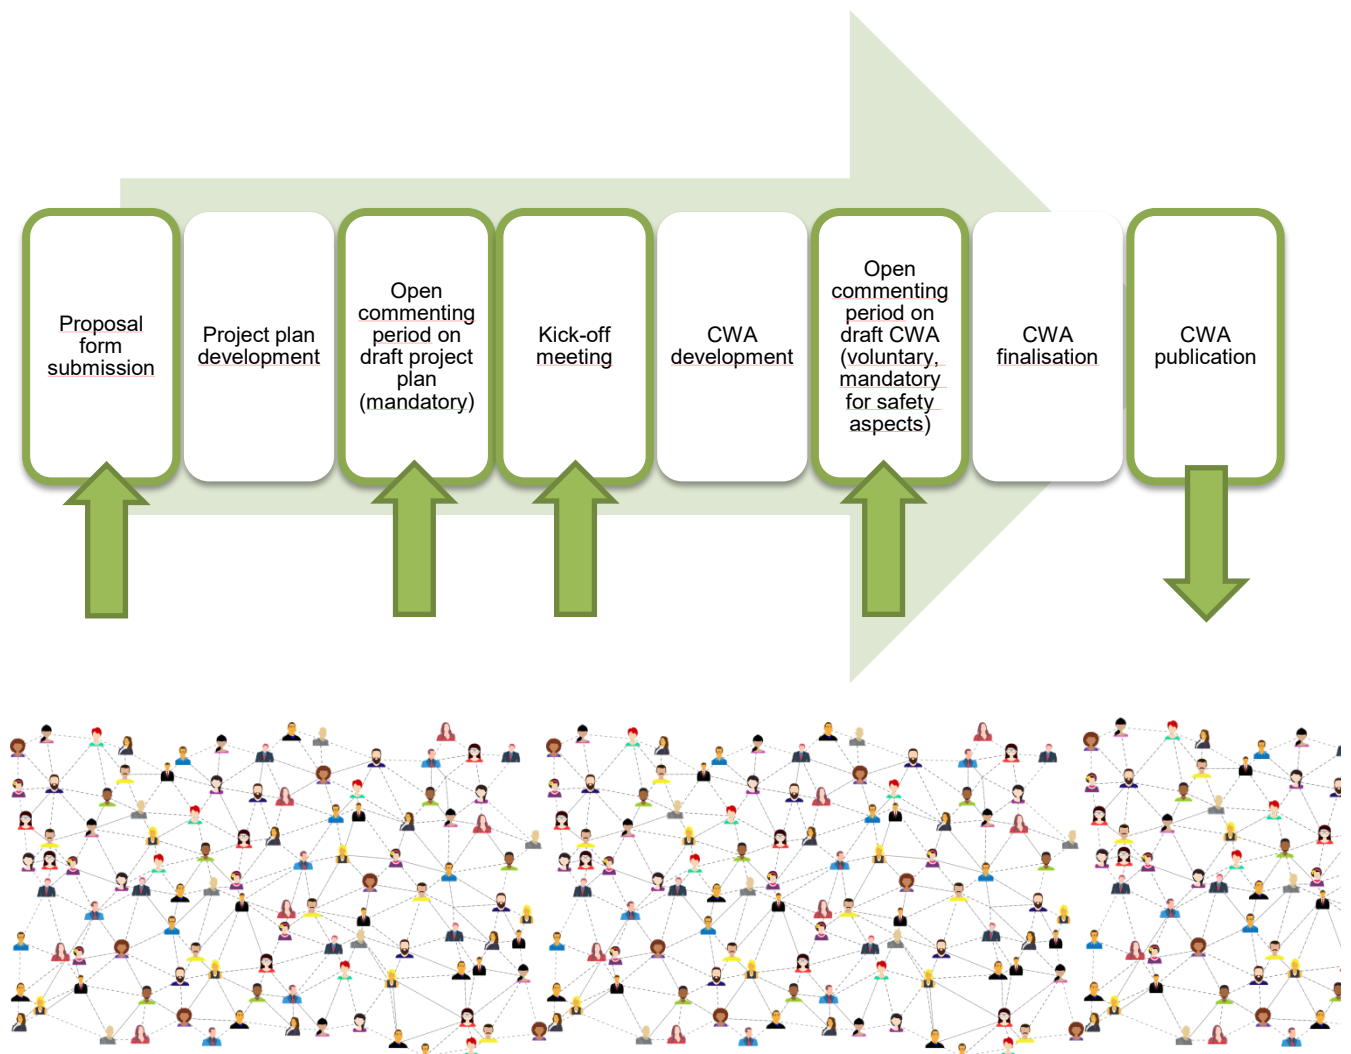 Proposal
form
submission
Project plan
development
Open
commenting
period on
draft project
plan
(mandatory)
Kick-off
meeting
CWA
development
Open
commenting
period on
draft CWA
(voluntary,
mandatory
for safety
aspects)
CWA
finalisation
CWA
publication